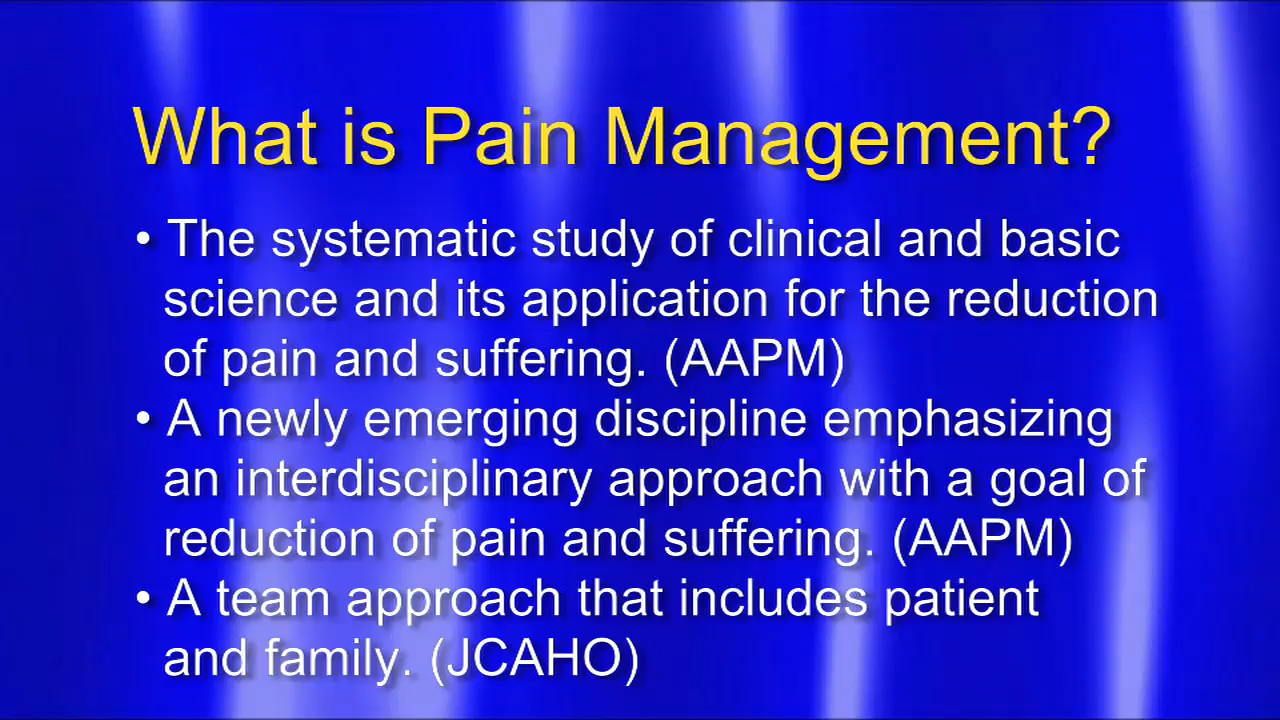 What is Pain Management?
• The systematic study of clinical and basic
science and its application for the reduction
of pain and suffering. (AAPM)
• A newly emerging discipline emphasizing
an interdisciplinary approach with a goal of
reduction of pain and suffering. (AAPM)
• A team approach that includes patient
and family. (JCAHO)